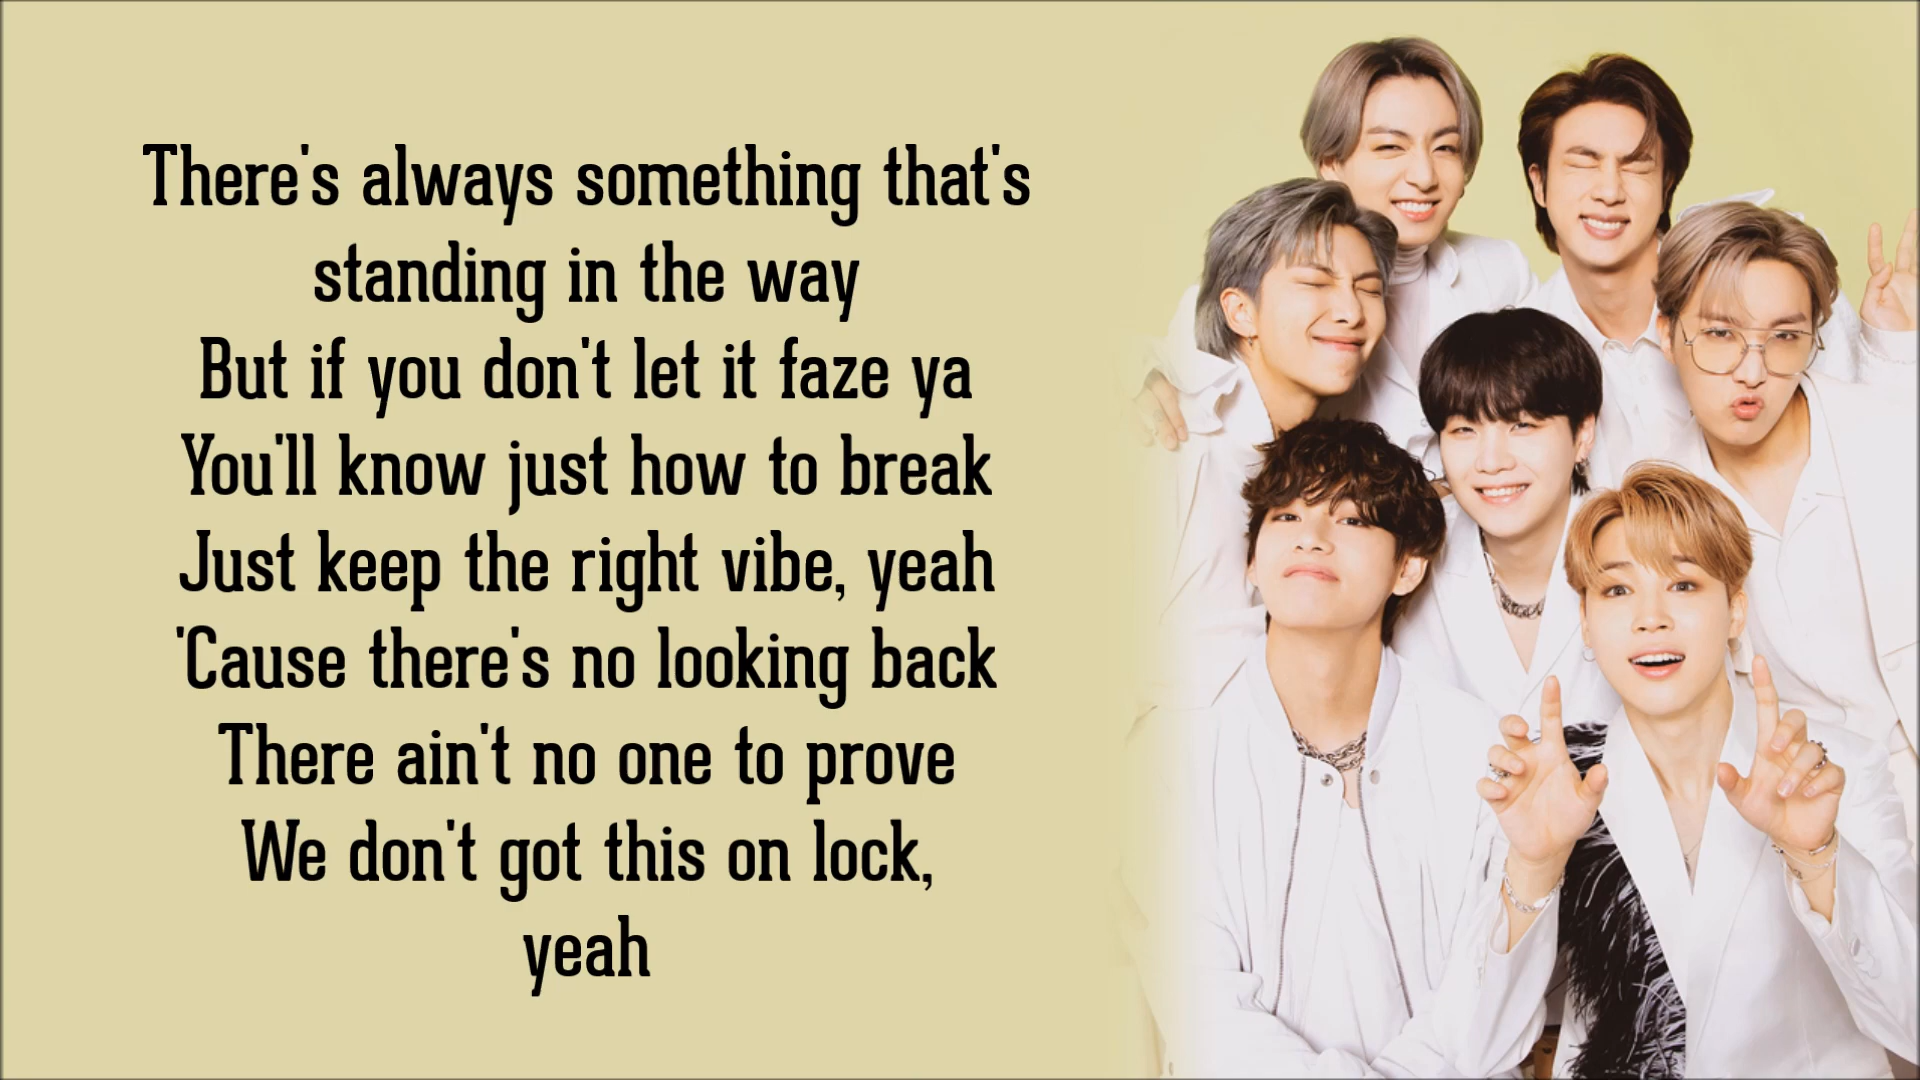 There's always something that's
standing in the way
But if you don't let it faze ya
You'll know just how to break
Just keep the right vibe, yeah
'Cause there's no looking back
There ain't no one to prove
We don't got this on lock,
yeah